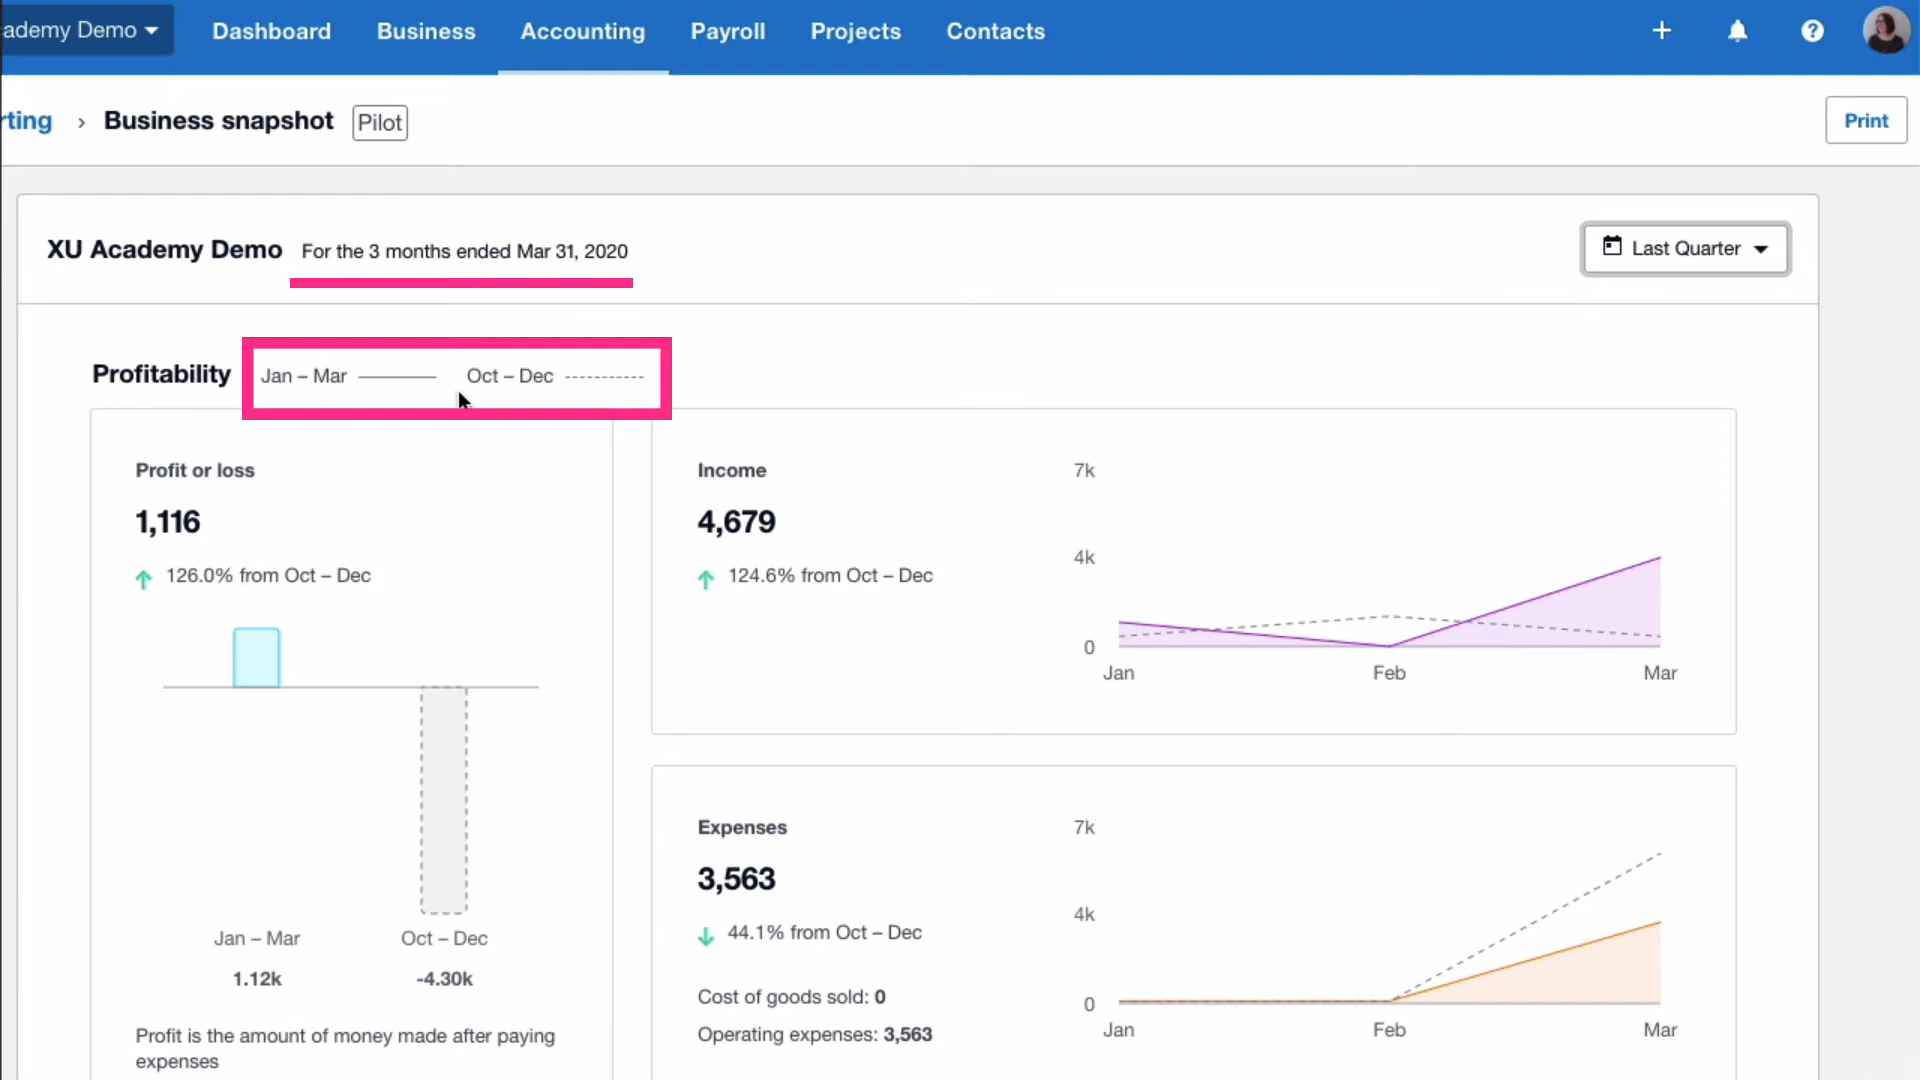 ademy Demo
Dashboard
Business
Accounting
Payroll
Projects
Contacts
rting › Business snapshot Pilot
Print
XU Academy Demo For the 3 months ended Mar 31, 2020
Last Quarter
Profitability Jan – Mar Oct – Dec
Profit or loss
1,116
126.0% from Oct – Dec
Jan – Mar Oct – Dec
1.12k -4.30k
Profit is the amount of money made after paying
expenses
Income
4,679
124.6% from Oct – Dec
7k
4k
0
Jan Feb Mar
Expenses
3,563
44.1% from Oct – Dec
Cost of goods sold: 0
Operating expenses: 3,563
7k
4k
0
Jan Feb Mar